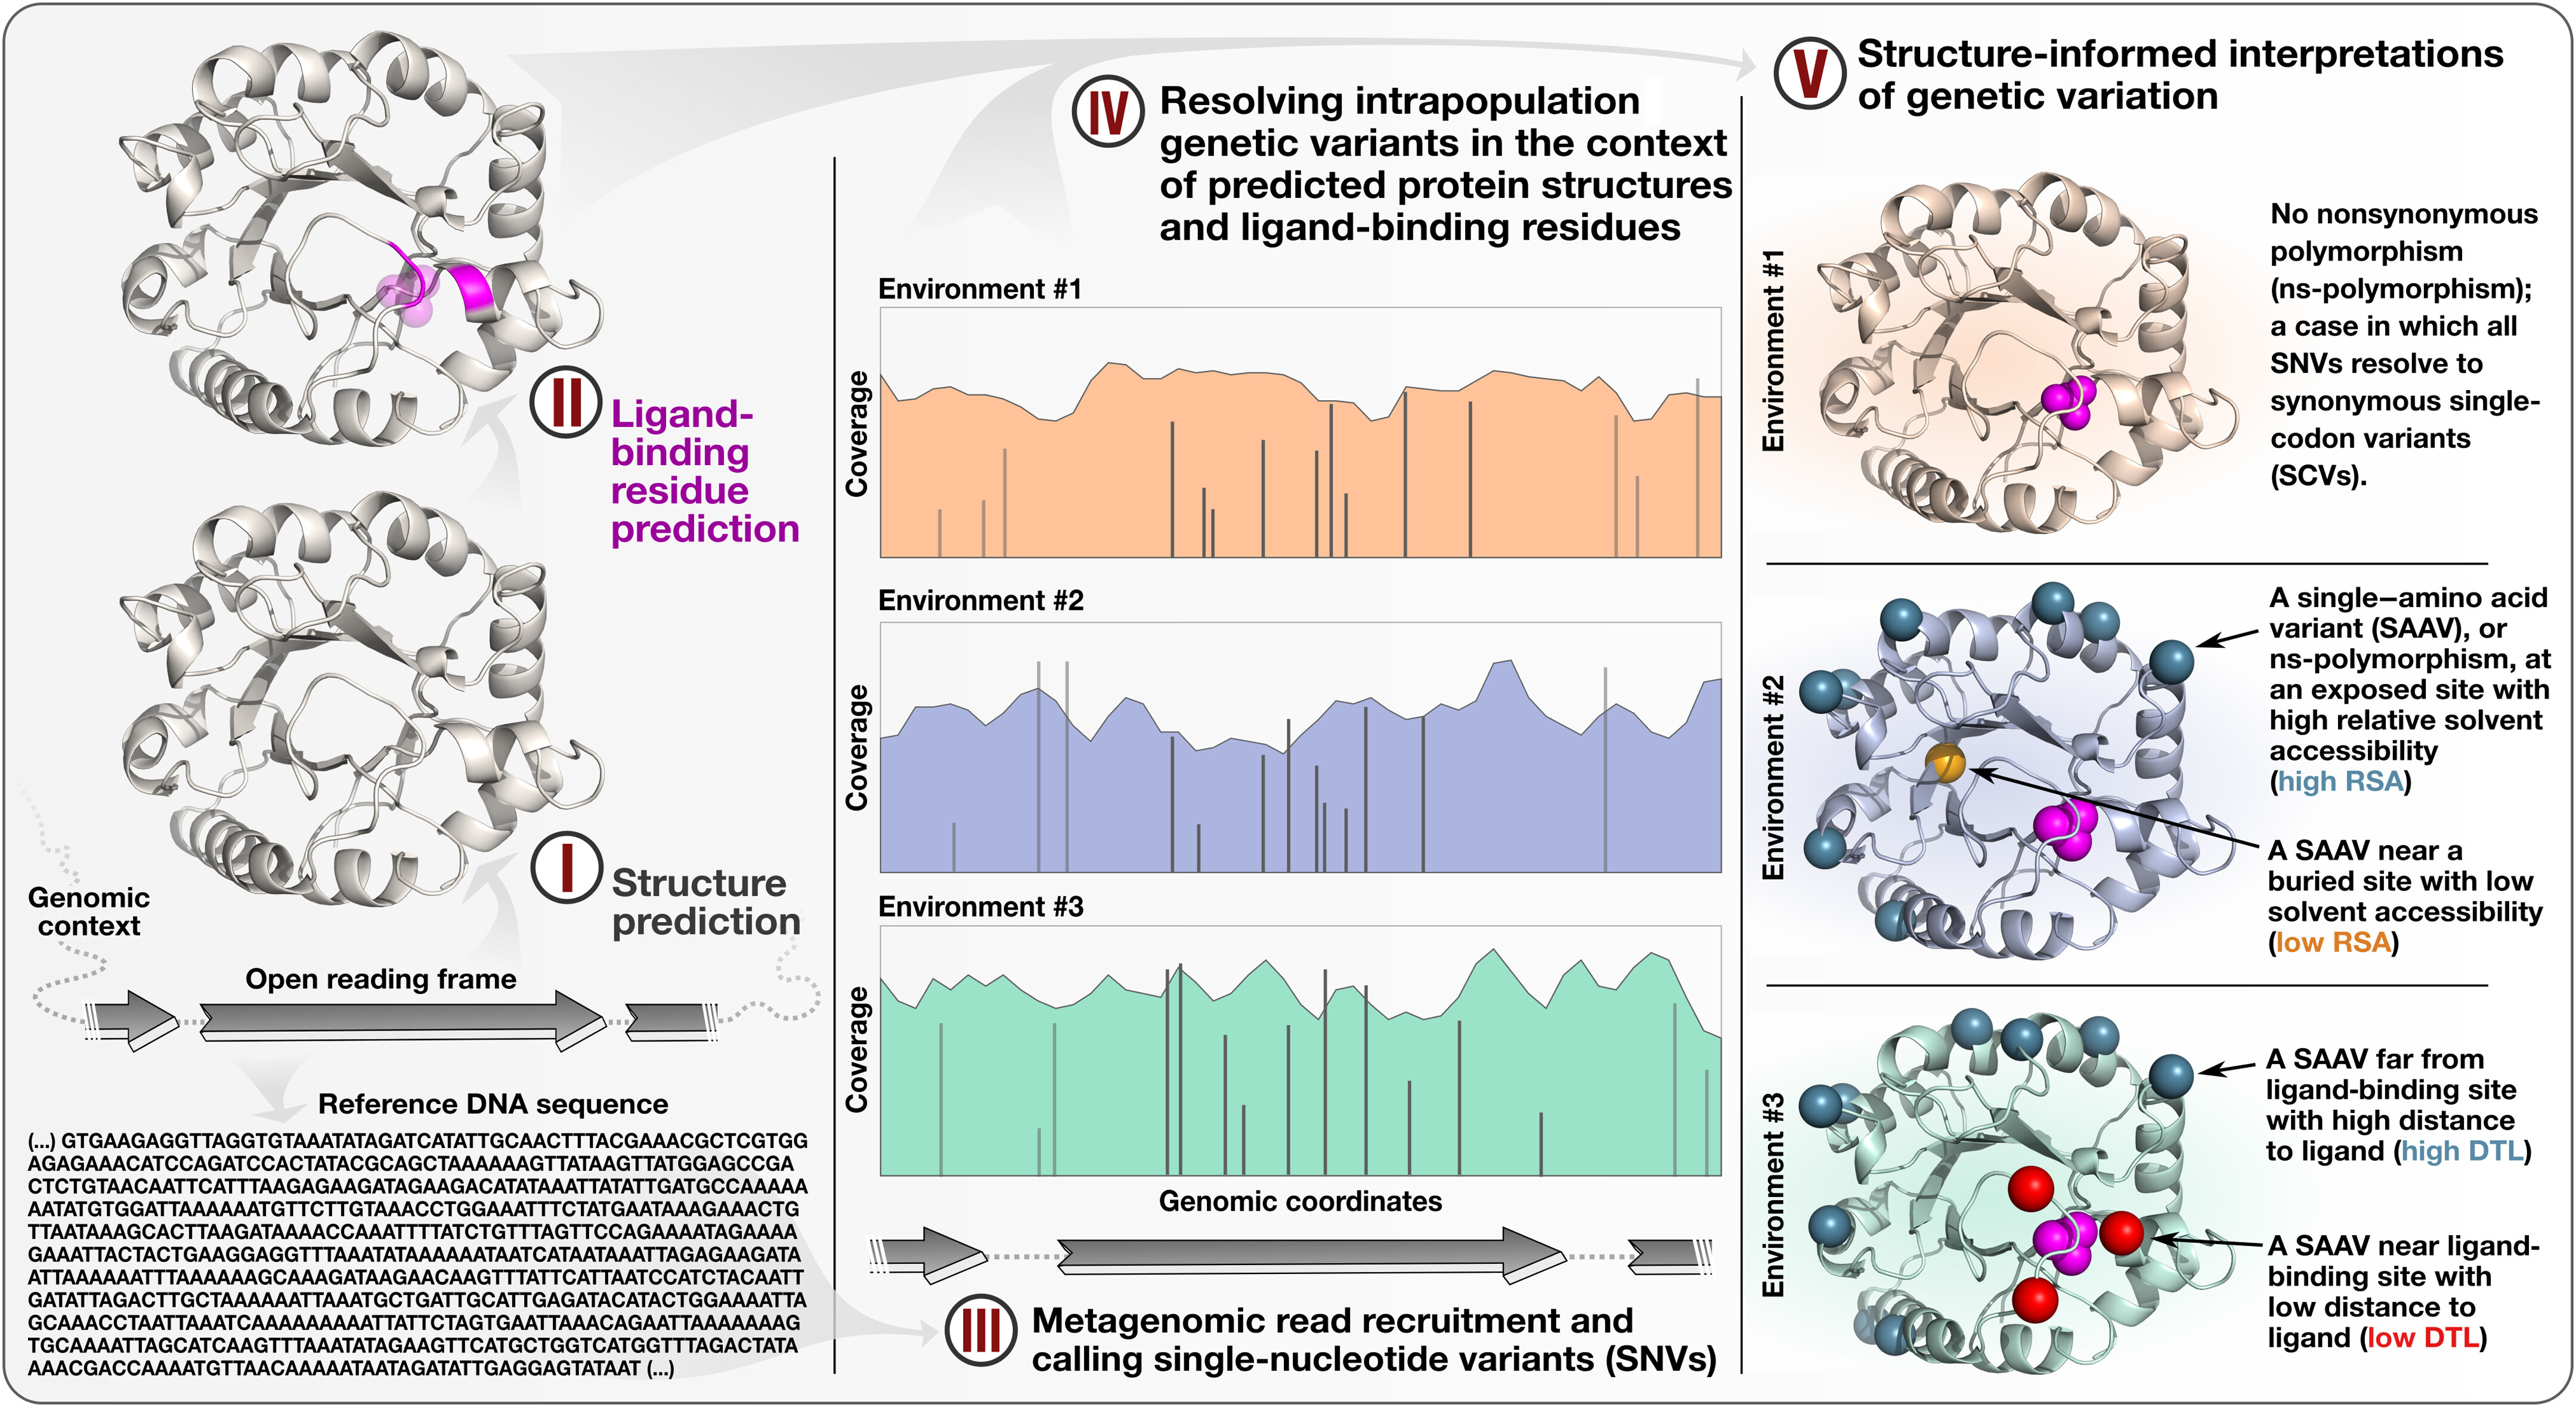 II
Ligand-
binding
residue
prediction
I
Structure
prediction
Genomic
context
Open reading frame
Reference DNA sequence
(...) GTGAAGAGGTTAGGTGTAAATATAGATCATATTGCAACTTTACGAAACGCTCGTGG
AGAGAAACATCCAGATCCACTATACGCAGCTAAAAAAGTTATAAGTTATGGAGCCGA
CTCTGTAACAATTCATTTAAGAGAAGATAGAAGACATATAAATTATATTGATGCCAAAAA
AATATGTGGATTAAAAAATGTTCTTGTAAACCTGGAAATTTCTATGAATAAAGAAACTG
TTAATAAAGCACTTAAGATAAAACCAAATTTTATCTGTTTAGTTCCAGAAAATAGAAAA
GAAATTACTACTGAAGGAGGTTTAAATATAAAAAATAATCATAATAAATTAGAGAAGATA
ATTAAAAAATTTAAAAAAGCAAAGATAAGAACAAGTTTATTCATTAATCCATCTACAATT
GATATTAGACTTGCTAAAAAATTAAATGCTGATTGCATTGAGATACATACTGGAAAATTA
GCAAACCTAATTAAATCAAAAAAAAAATTATTCTAGTGAATTAAACAGAATTAAAAAAAG
TGCAAAATTAGCATCAAGTTTAAATATAGAAGTTCATGCTGGTCATGGTTTAGACTATA
AAACGACCAAAATGTTAACAAAAATAATAGATATTGAGGAGTATAAT (...)
IV
Resolving intrapopulation
genetic variants in the context
of predicted protein structures
and ligand-binding residues
Environment #1
Coverage
Environment #2
Coverage
Environment #3
Coverage
Genomic coordinates
III
Metagenomic read recruitment and
calling single-nucleotide variants (SNVs)
V
Structure-informed interpretations
of genetic variation
Environment #1
No nonsynonymous
polymorphism
(ns-polymorphism);
a case in which all
SNVs resolve to
synonymous single-
codon variants
(SCVs).
Environment #2
A single–amino acid
variant (SAAV), or
ns-polymorphism, at
an exposed site with
high relative solvent
accessibility
(high RSA)
A SAAV near a
buried site with low
solvent accessibility
(low RSA)
Environment #3
A SAAV far from
ligand-binding site
with high distance
to ligand (high DTL)
A SAAV near ligand-
binding site with
low distance to
ligand (low DTL)